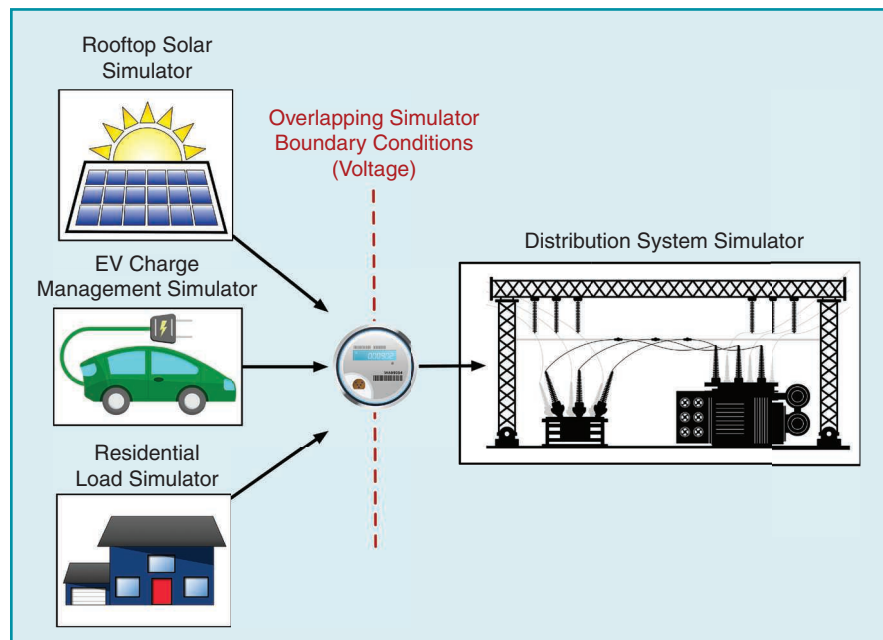 Rooftop Solar
Simulator
Overlapping Simulator
Boundary Conditions
(Voltage)
EV Charge
Management Simulator
Distribution System Simulator
Residential
Load Simulator